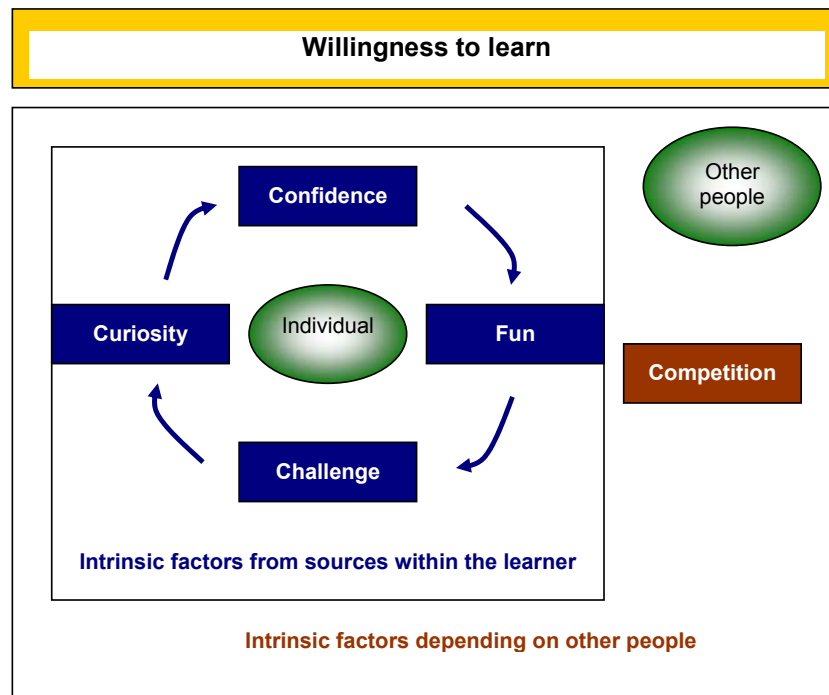 Willingness to learn
Other
people
Confidence
Individual
Curiosity
Fun
Competition
Challenge
Intrinsic factors from sources within the learner
Intrinsic factors depending on other people